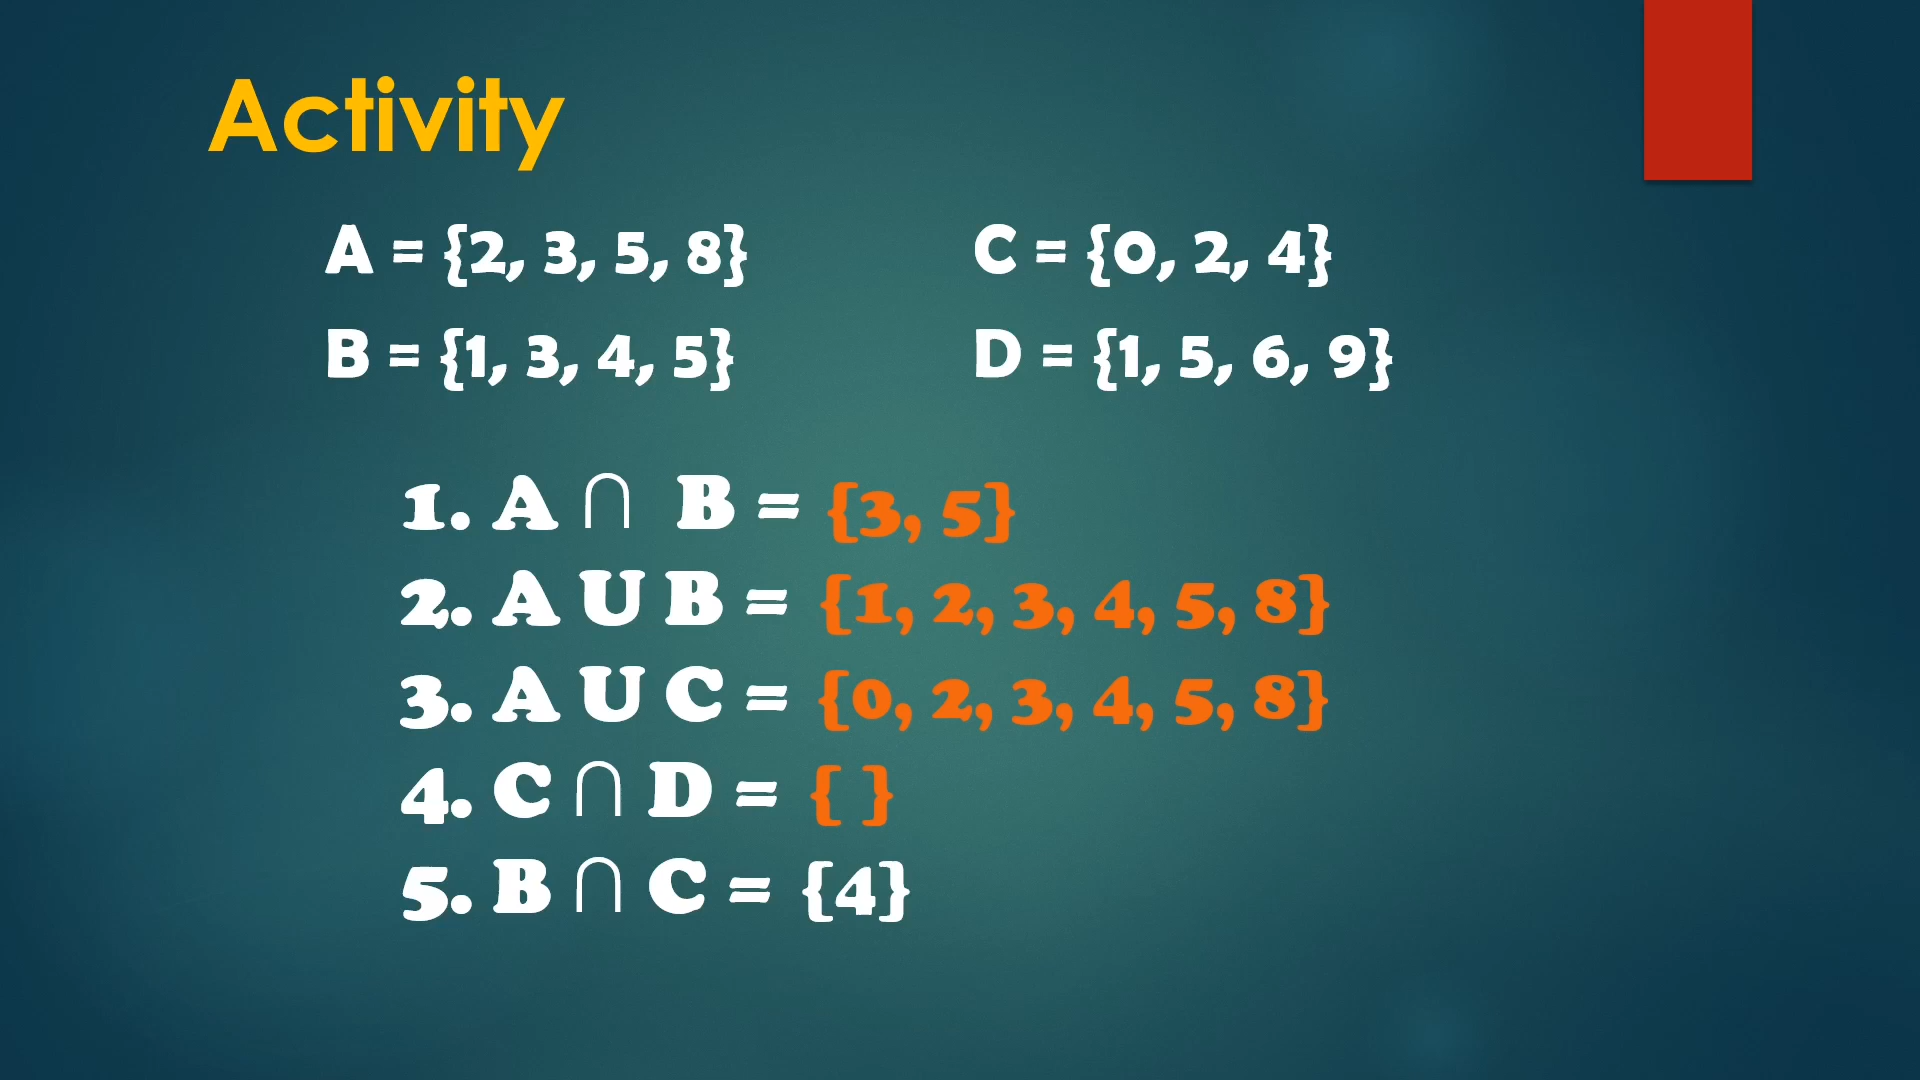 Activity
A = {2, 3, 5, 8}
C = {0, 2, 4}
B = {1, 3, 4, 5}
D = {1, 5, 6, 9}
1. A ∩ B = {3, 5}
2. A U B = {1, 2, 3, 4, 5, 8}
3. A U C = {0, 2, 3, 4, 5, 8}
4. C ∩ D = { }
5. B ∩ C = {4}